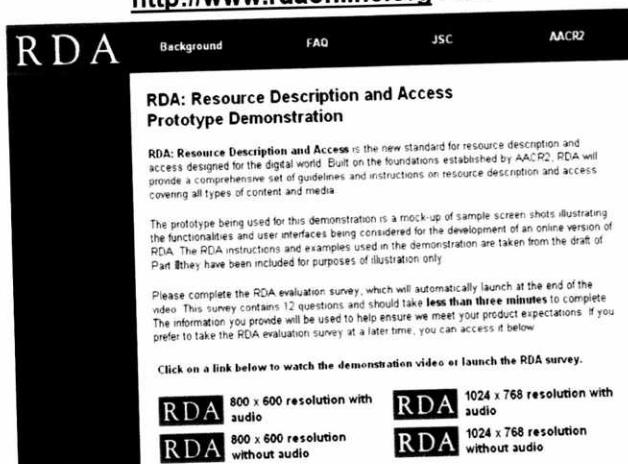 RDA
Background FAQ JSC AACR2
RDA: Resource Description and Access
Prototype Demonstration
RDA: Resource Description and Access is the new standard for resource description and
access designed for the digital world. Built on the foundations established by AACR2, RDA will
provide a comprehensive set of guidelines and instructions on resource description and access
covering all types of content and media
The prototype being used for this demonstration is a mock-up of sample screen shots illustrating
the functionalities and user interfaces being considered for the development of an online version of
RDA. The RDA instructions and examples used in the demonstration are taken from the draft of
Part they have been included for purposes of illustration only
Please complete the RDA evaluation survey, which will automatically launch at the end of the
video. This survey contains 12 questions and should take less than three minutes to complete
The information you provide will be used to help ensure we meet your product expectations. If you
prefer to take the RDA evaluation survey at a later time, you can access it below
Click on a link below to watch the demonstration video or launch the RDA survey.
RDA 800 x 600 resolution with
audio
RDA 1024 x 768 resolution with
audio
RDA 800 x 600 resolution
without audio
RDA 1024 x 768 resolution
without audio